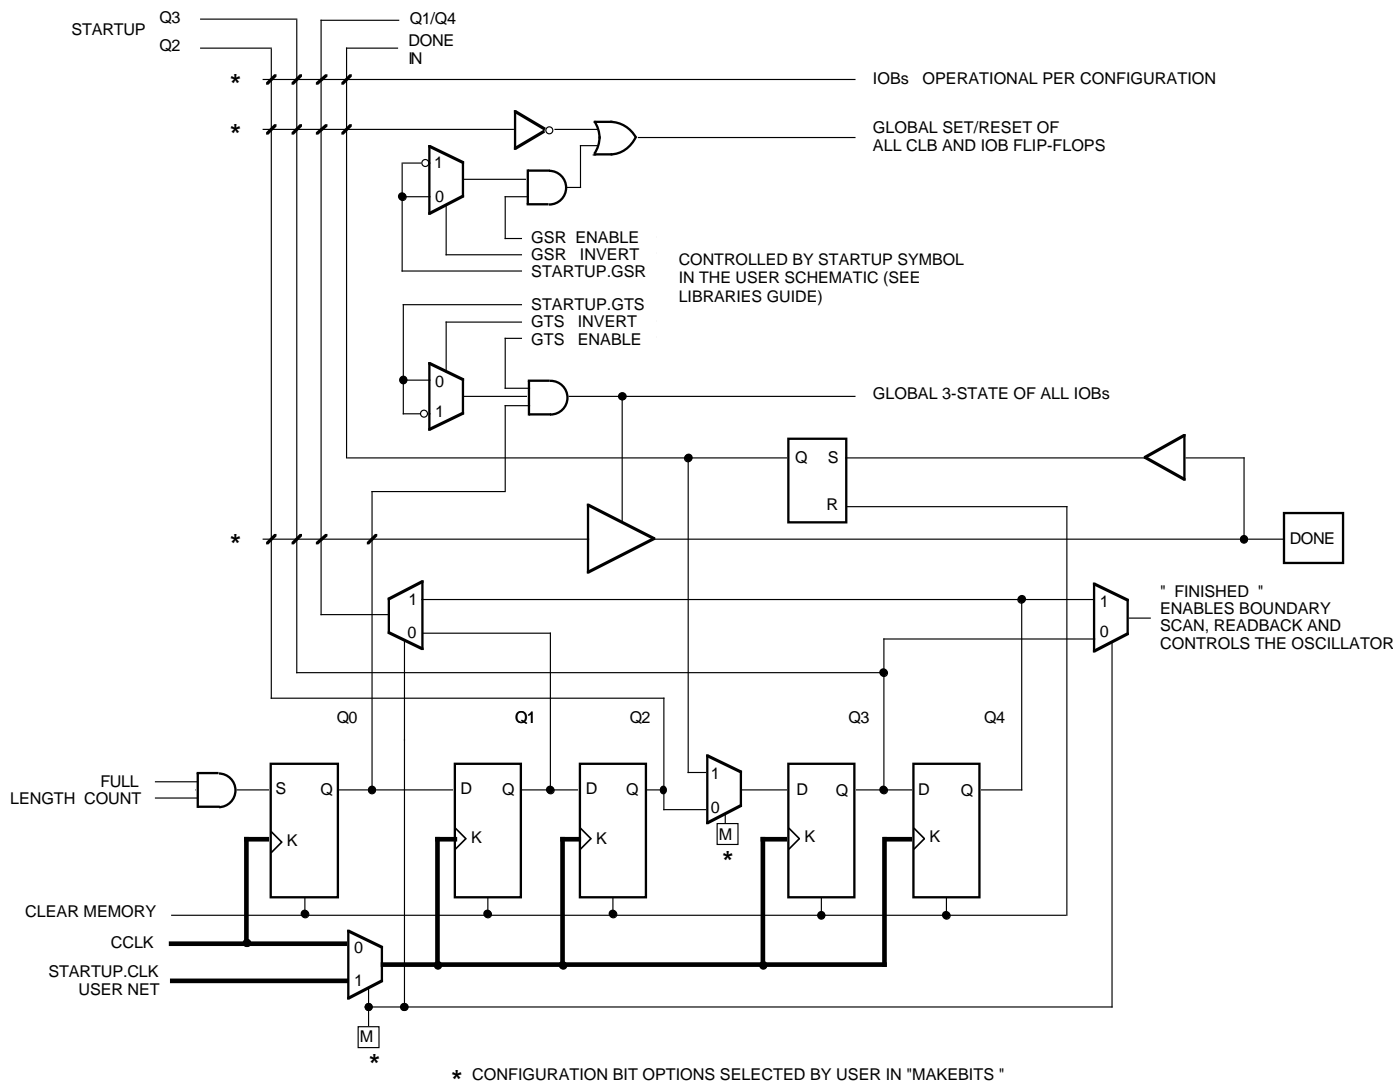 STARTUP
Q3
Q2
Q1/Q4
DONE
IN
*
IOBs OPERATIONAL PER CONFIGURATION
*
GLOBAL SET/RESET OF
ALL CLB AND IOB FLIP-FLOPS
1
0
GSR ENABLE
GSR INVERT
STARTUP.GSR
CONTROLLED BY STARTUP SYMBOL
IN THE USER SCHEMATIC (SEE
LIBRARIES GUIDE)
STARTUP.GTS
GTS INVERT
GTS ENABLE
0
1
GLOBAL 3-STATE OF ALL IOBs
Q S
R
*
DONE
1
0
1
0
" FINISHED "
ENABLES BOUNDARY
SCAN, READBACK AND
CONTROLS THE OSCILLATOR
Q0
Q1
Q2
Q3
Q4
FULL
LENGTH COUNT
S Q
K
D Q
K
D Q
K
1
0
M
*
D Q
K
D Q
K
CLEAR MEMORY
CCLK
STARTUP.CLK
USER NET
0
1
M
*
* CONFIGURATION BIT OPTIONS SELECTED BY USER IN "MAKEBITS "